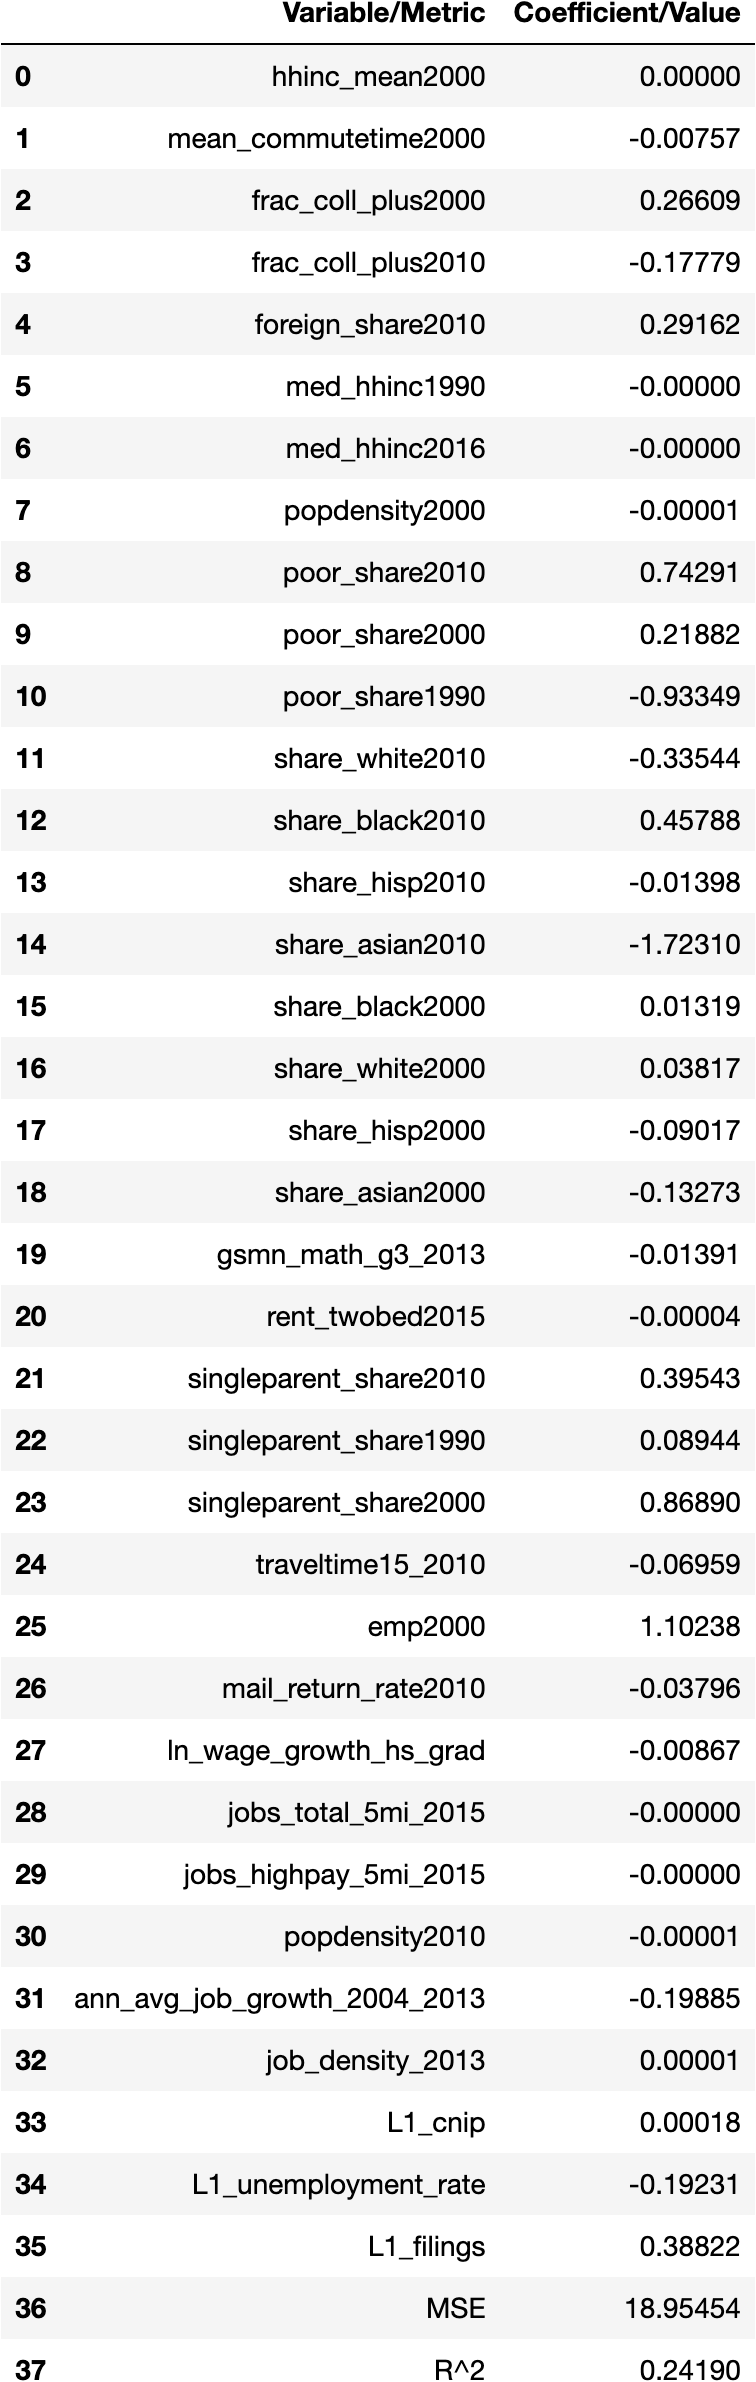 Variable/Metric Coefficient/Value
0 hhinc_mean2000 0.00000
1 mean_commutetime2000 -0.00757
2 frac_coll_plus2000 0.26609
3 frac_coll_plus2010 -0.17779
4 foreign_share2010 0.29162
5 med_hhinc1990 -0.00000
6 med_hhinc2016 -0.00000
7 popdensity2000 -0.00001
8 poor_share2010 0.74291
9 poor_share2000 0.21882
10 poor_share1990 -0.93349
11 share_white2010 -0.33544
12 share_black2010 0.45788
13 share_hisp2010 -0.01398
14 share_asian2010 -1.72310
15 share_black2000 0.01319
16 share_white2000 0.03817
17 share_hisp2000 -0.09017
18 share_asian2000 -0.13273
19 gsmn_math_g3_2013 -0.01391
20 rent_twobed2015 -0.00004
21 singleparent_share2010 0.39543
22 singleparent_share1990 0.08944
23 singleparent_share2000 0.86890
24 traveltime15_2010 -0.06959
25 emp2000 1.10238
26 mail_return_rate2010 -0.03796
27 ln_wage_growth_hs_grad -0.00867
28 jobs_total_5mi_2015 -0.00000
29 jobs_highpay_5mi_2015 -0.00000
30 popdensity2010 -0.00001
31 ann_avg_job_growth_2004_2013 -0.19885
32 job_density_2013 0.00001
33 L1_cnip 0.00018
34 L1_unemployment_rate -0.19231
35 L1_filings 0.38822
36 MSE 18.95454
37 R^2 0.24190